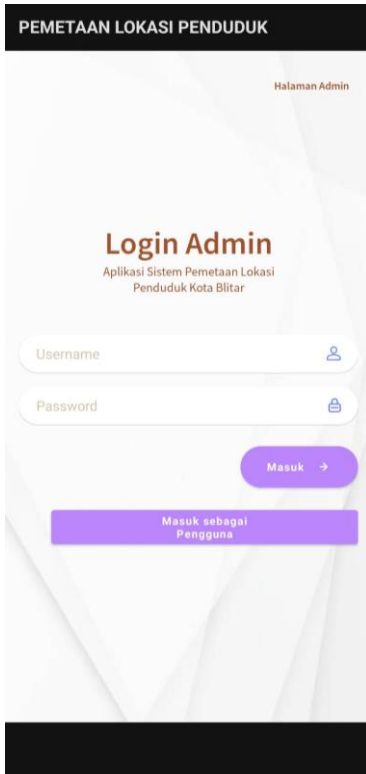 PEMETAAN LOKASI PENDUDUK
Halaman Admin
Login Admin
Aplikasi Sistem Pemetaan Lokasi
Penduduk Kota Blitar
Username
Password
Masuk →
Masuk sebagai
Pengguna